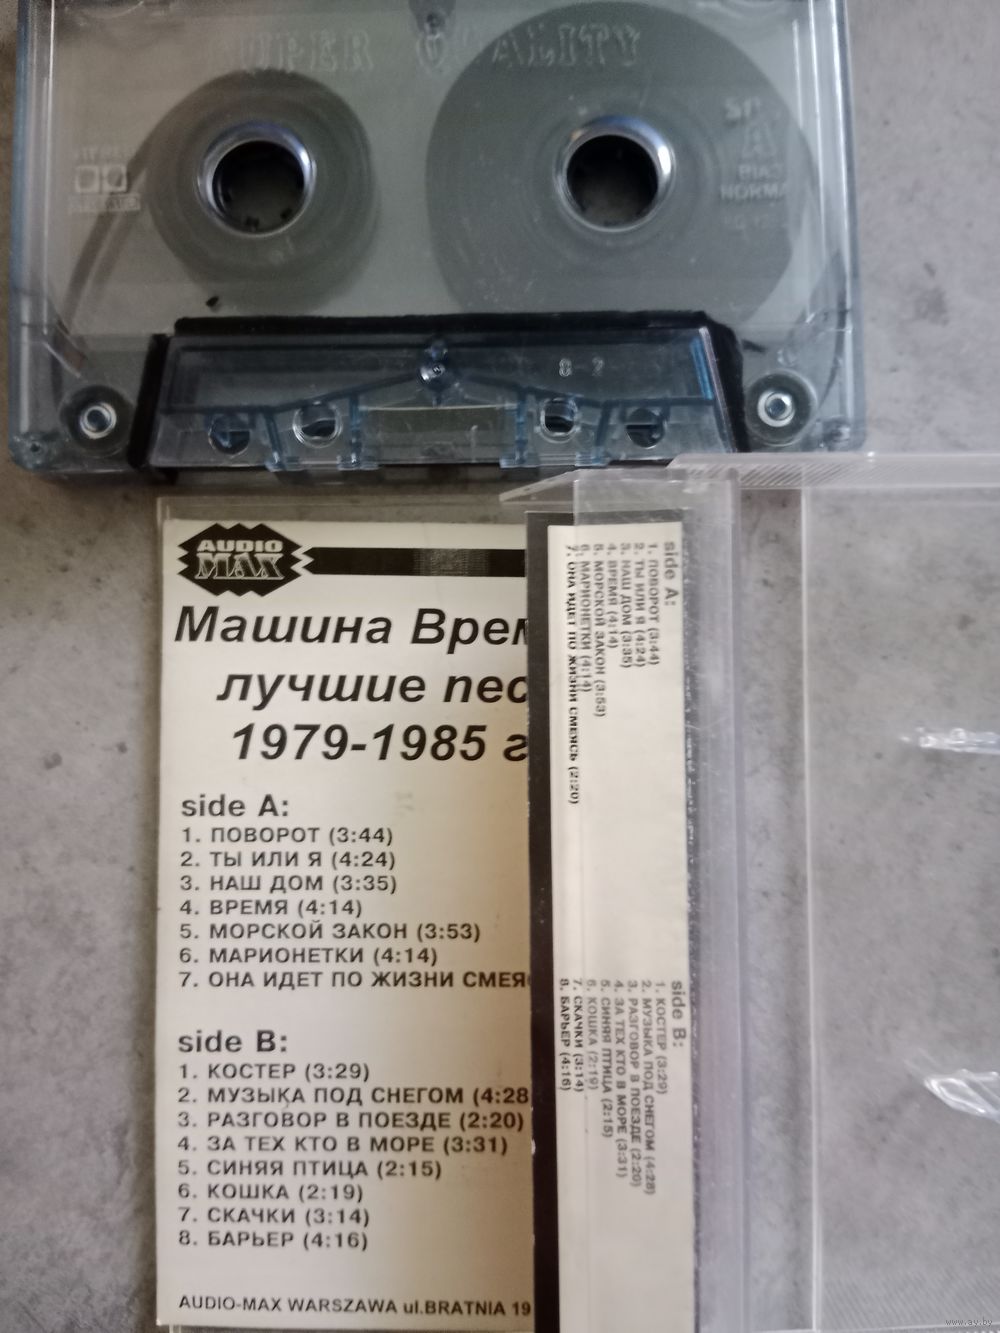 SUPER QUALITY
A
NORMA
8 2
AUDIO
MAX
Машина Врем
лучшие пес
1979-1985 г
side A:
1. ПОВОРОТ (3:44)
2. ТЫ ИЛИ Я (4:24)
3. НАШ ДОМ (3:35)
4. ВРЕМЯ (4:14)
5. МОРСКОЙ ЗАКОН (3:53)
6. МАРИОНЕТКИ (4:14)
7. ОНА ИДЕТ ПО ЖИЗНИ СМЕЯС
side B:
1. КОСТЕР (3:29)
2. МУЗЫКА ПОД СНЕГОМ (4:28
3. РАЗГОВОР В ПОЕЗДЕ (2:20)
4. ЗА ТЕХ КТО В МОРЕ (3:31)
5. СИНЯЯ ПТИЦА (2:15)
6. КОШКА (2:19)
7. СКАЧКИ (3:14)
8. БАРЬЕР (4:16)
AUDIO-MAX WARSZAWA ul.BRATNIA 19
side A:
1. ПОВОРОТ (3:44)
2. ТЫ ИЛИ Я (4:24)
3. НАШ ДОМ (3:35)
4. ВРЕМЯ (4:14)
5. МОРСКОЙ ЗАКОН (3:53)
6. МАРИОНЕТКИ (4:14)
7. ОНА ИДЕТ ПО ЖИЗНИ СМЕЯСЬ (2:20)
side B:
1. КОСТЕР (3:29)
2. МУЗЫКА ПОД СНЕГОМ (4:28)
3. РАЗГОВОР В ПОЕЗДЕ (2:20)
4. ЗА ТЕХ КТО В МОРЕ (3:31)
5. СИНЯЯ ПТИЦА (2:15)
6. КОШКА (2:19)
7. СКАЧКИ (3:14)
8. БАРЬЕР (4:16)
www.av.by